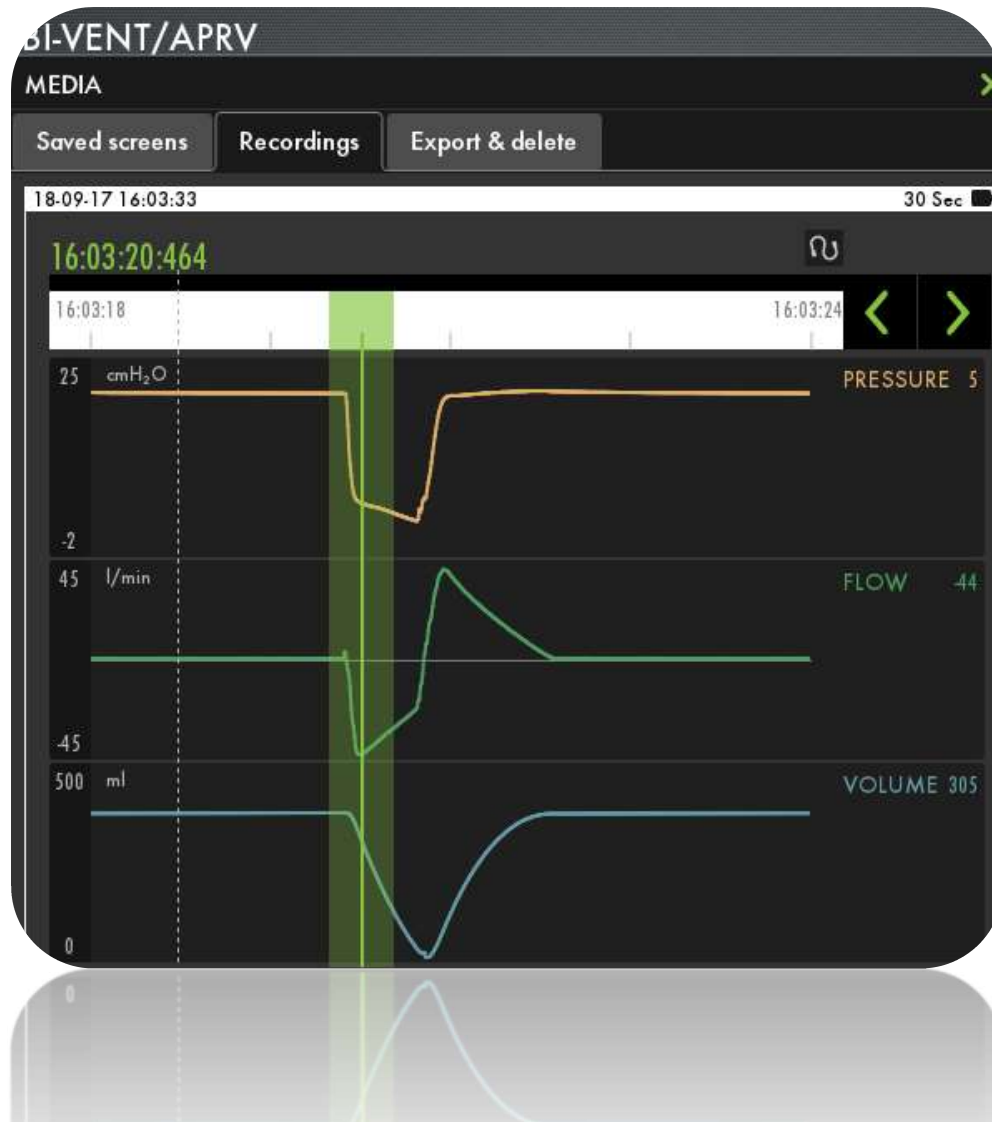 BI-VENT/APRV
MEDIA
Saved screens Recordings Export & delete
18-09-17 16:03:33 30 Sec
16:03:20:464
16:03:18 16:03:24
25 cmH₂O PRESSURE 5
-2
45 l/min FLOW -44
-45
500 ml VOLUME 305
0
0